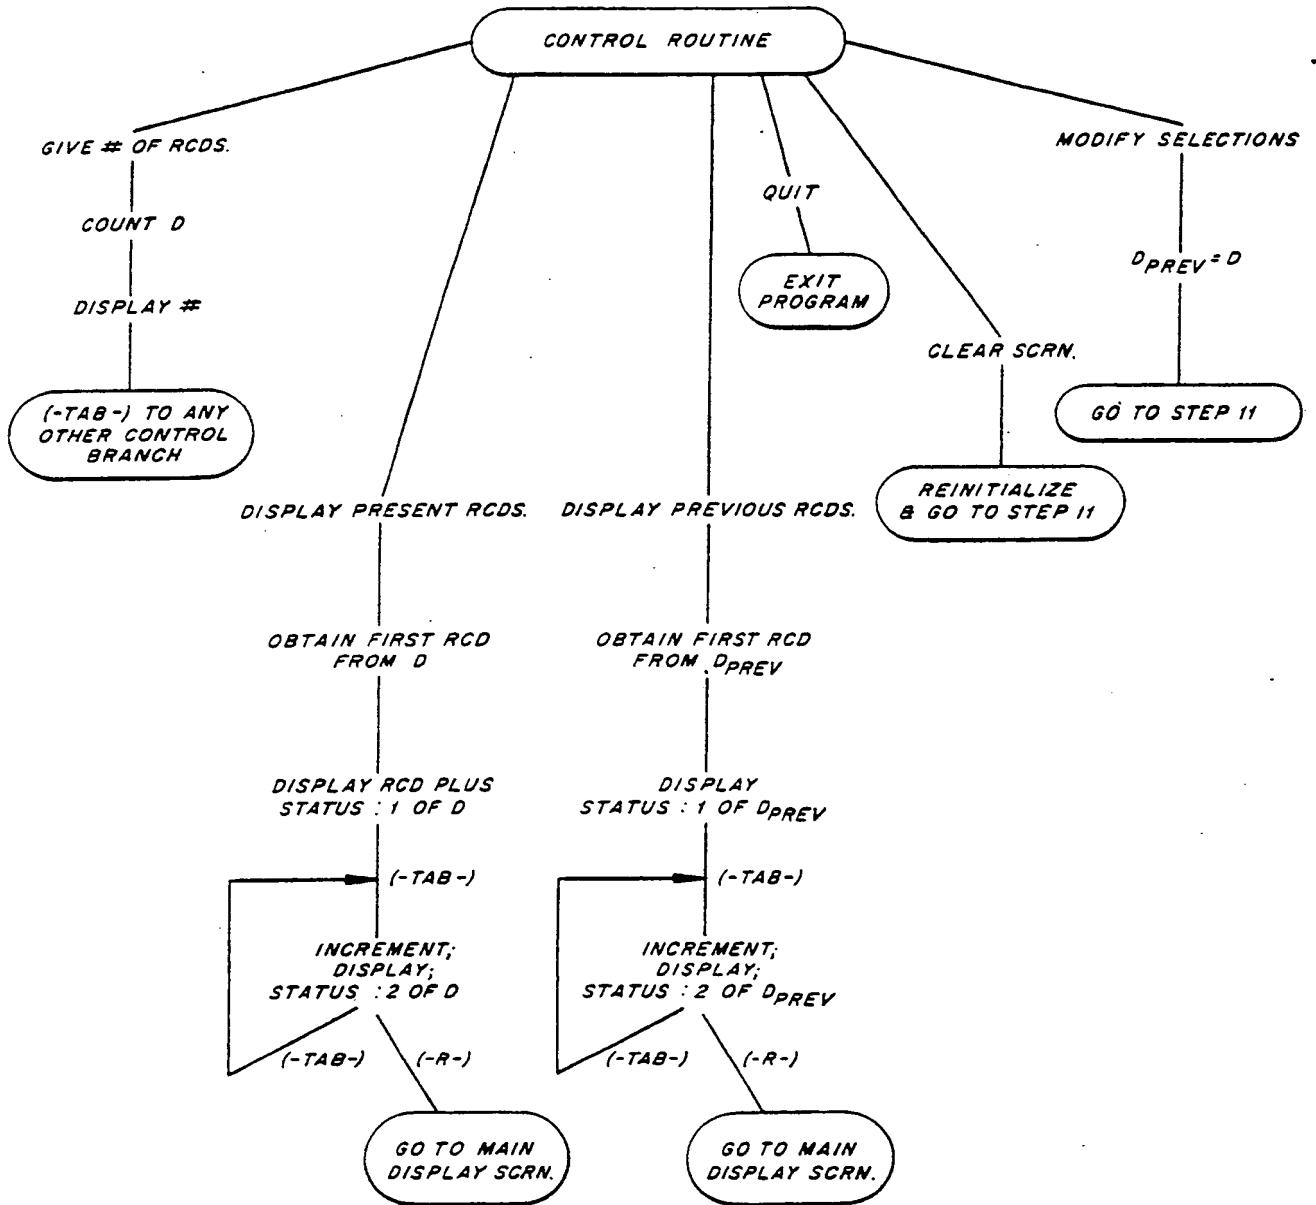 CONTROL ROUTINE
GIVE # OF RCDS.
COUNT D
DISPLAY #
(-TAB-) TO ANY
OTHER CONTROL
BRANCH
DISPLAY PRESENT RCDS.
OBTAIN FIRST RCD
FROM D
DISPLAY RCD PLUS
STATUS : 1 OF D
(-TAB-)
INCREMENT;
DISPLAY;
STATUS : 2 OF D
(-TAB-)
(-R-)
GO TO MAIN
DISPLAY SCRN.
DISPLAY PREVIOUS RCDS.
OBTAIN FIRST RCD
FROM DPREV
DISPLAY
STATUS : 1 OF DPREV
(-TAB-)
INCREMENT;
DISPLAY;
STATUS : 2 OF DPREV
(-TAB-)
(-R-)
GO TO MAIN
DISPLAY SCRN.
QUIT
EXIT
PROGRAM
CLEAR SCRN.
REINITIALIZE
& GO TO STEP 11
MODIFY SELECTIONS
DPREV = D
GO TO STEP 11